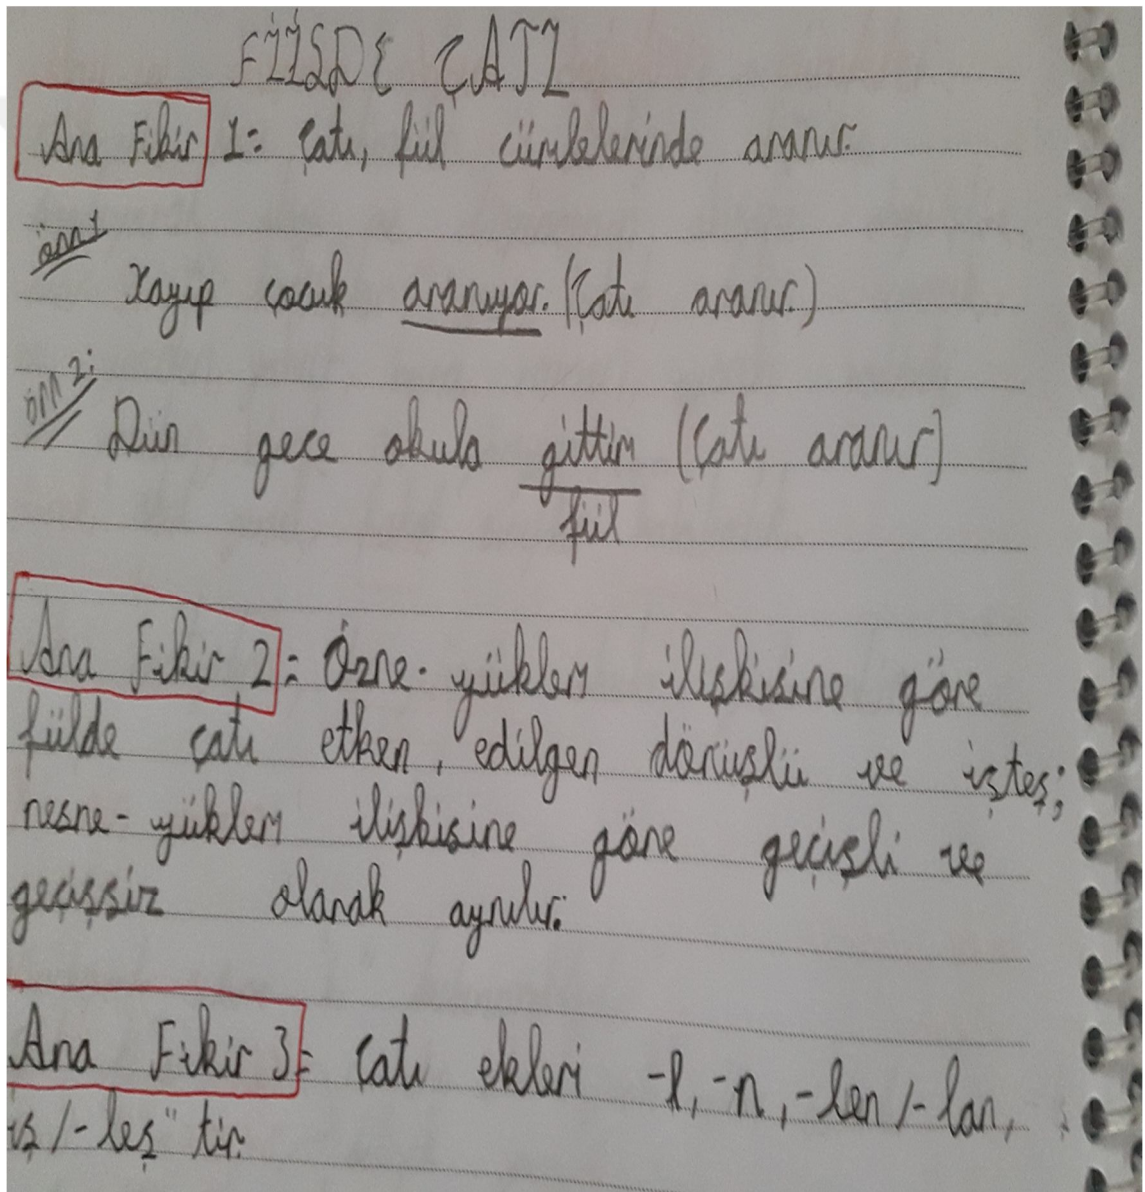 FİİLDE ÇATI
Ana Fikir 1= Çatı, fiil cümlelerinde aranır.
örn1
Kayıp çocuk aranıyor. (Çatı aranır.)
örn 2:
Dün gece okula gittim (Çatı aranır)
fiil
Ana Fikir 2= Özne-yüklem ilişkisine göre
fiilde çatı etken, edilgen dönüşlü ve işteş;
nesne-yüklem ilişkisine göre geçişli ve
geçişsiz olarak ayrılır.
Ana Fikir 3= Çatı ekleri -l, -n, -len /-lan,
ış /-leş" tir.